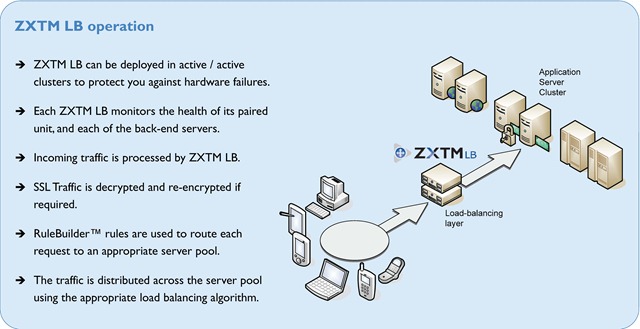 ZXTM LB operation
→ ZXTM LB can be deployed in active / active
clusters to protect you against hardware failures.
→ Each ZXTM LB monitors the health of its paired
unit, and each of the back-end servers.
→ Incoming traffic is processed by ZXTM LB.
→ SSL Traffic is decrypted and re-encrypted if
required.
→ RuleBuilder™ rules are used to route each
request to an appropriate server pool.
→ The traffic is distributed across the server pool
using the appropriate load balancing algorithm.
Application
Server
Cluster
ZXTM LB
Load-balancing
layer